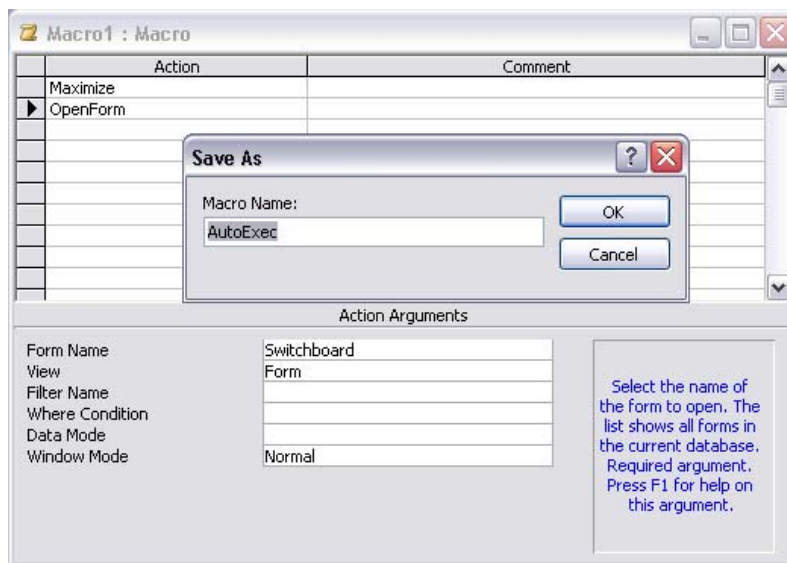 Macro1 : Macro
Action Comment
Maximize
OpenForm
Save As
Macro Name:
AutoExec
OK
Cancel
Action Arguments
Form Name Switchboard
View Form
Filter Name
Where Condition
Data Mode
Window Mode Normal
Select the name of
the form to open. The
list shows all forms in
the current database.
Required argument.
Press F1 for help on
this argument.